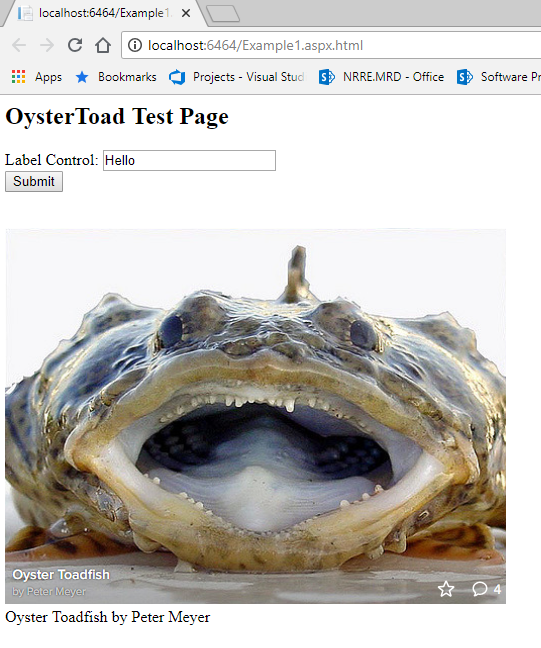 localhost:6464/Example1.
localhost:6464/Example1.aspx.html
Apps Bookmarks Projects - Visual Stud NRRE.MRD - Office Software Pr
OysterToad Test Page
Label Control: Hello
Submit
Oyster Toadfish
by Peter Meyer 4
Oyster Toadfish by Peter Meyer